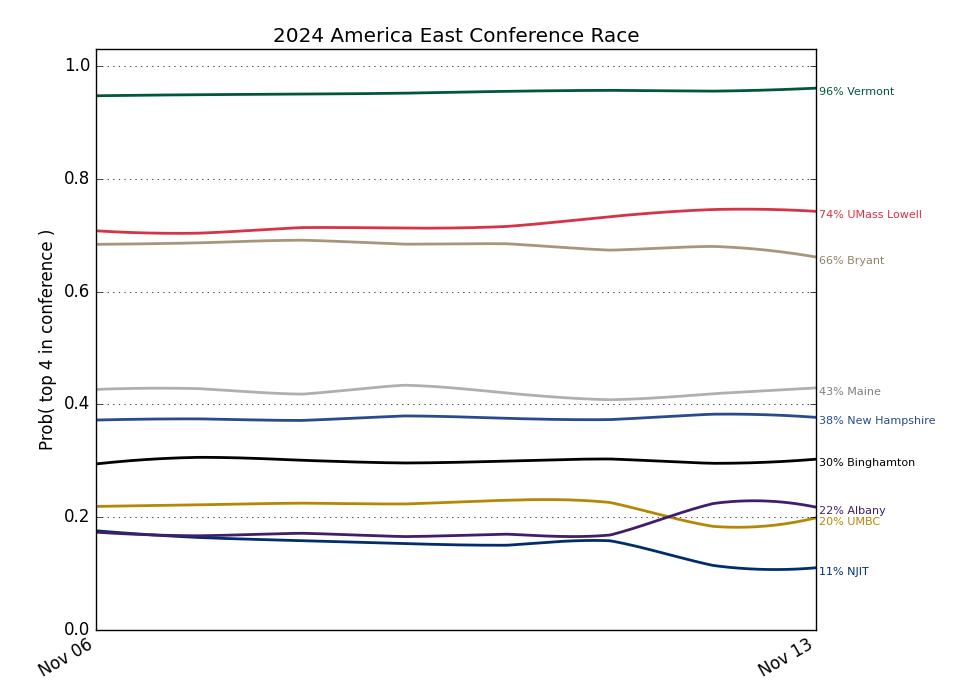 2024 America East Conference Race
Prob( top 4 in conference )
1.0
0.8
0.6
0.4
0.2
0.0
Nov 06
Nov 13
96% Vermont
74% UMass Lowell
66% Bryant
43% Maine
38% New Hampshire
30% Binghamton
22% Albany
20% UMBC
11% NJIT